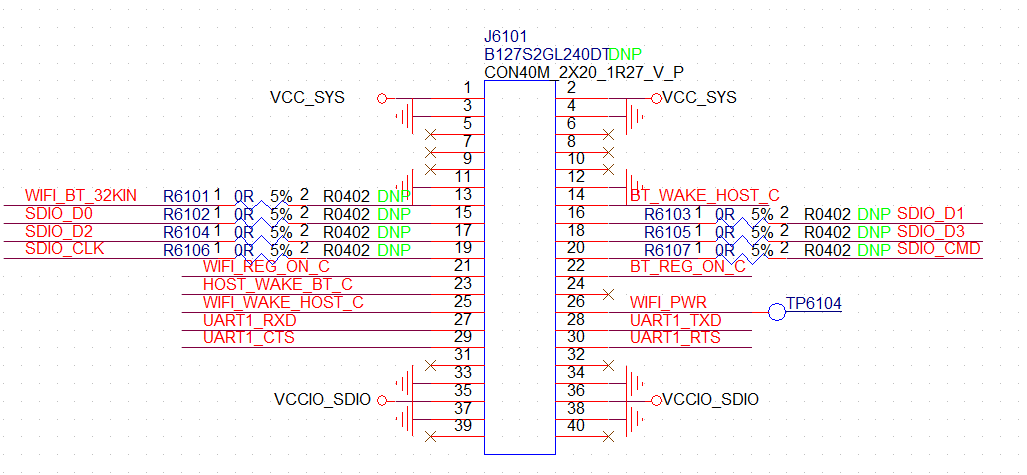 J6101
B127S2GL240DT DNP
CON40M_2X20_1R27_V_P
1 2
VCC_SYS VCC_SYS
3 4
5 6
7 8
9 10
11 12
WIFI_BT_32KIN R6101 1 0R 5% 2 R0402 DNP 13 14 BT_WAKE_HOST_C
SDIO_D0 R6102 1 0R 5% 2 R0402 DNP 15 16 R6103 1 0R 5% 2 R0402 DNP SDIO_D1
SDIO_D2 R6104 1 0R 5% 2 R0402 DNP 17 18 R6105 1 0R 5% 2 R0402 DNP SDIO_D3
SDIO_CLK R6106 1 0R 5% 2 R0402 DNP 19 20 R6107 1 0R 5% 2 R0402 DNP SDIO_CMD
WIFI_REG_ON_C 21 22 BT_REG_ON_C
HOST_WAKE_BT_C 23 24
WIFI_WAKE_HOST_C 25 26 WIFI_PWR TP6104
UART1_RXD 27 28 UART1_TXD
UART1_CTS 29 30 UART1_RTS
31 32
33 34
35 36
VCCIO_SDIO VCCIO_SDIO
37 38
39 40